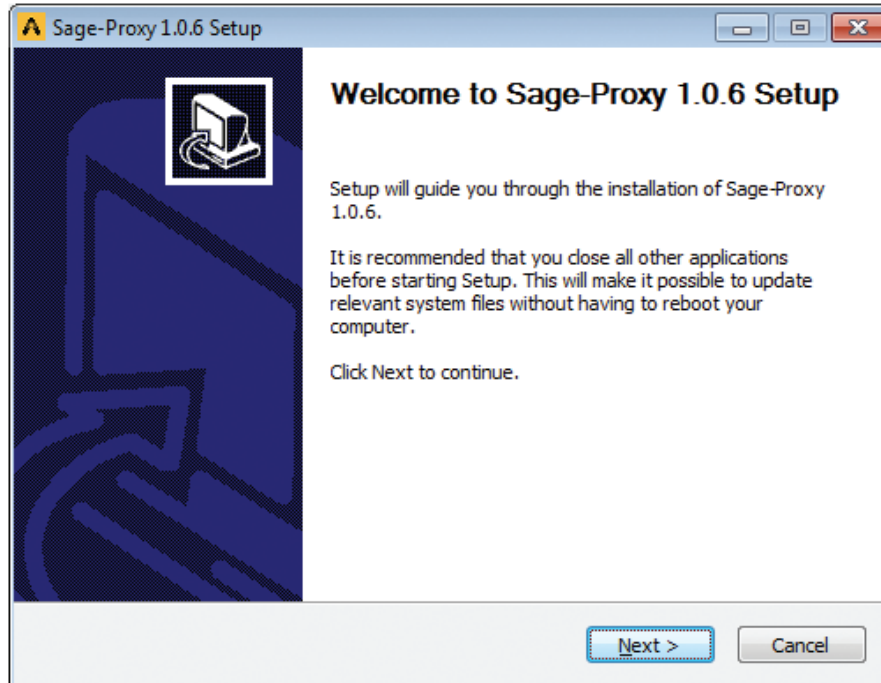 Sage-Proxy 1.0.6 Setup
Welcome to Sage-Proxy 1.0.6 Setup
Setup will guide you through the installation of Sage-Proxy
1.0.6.
It is recommended that you close all other applications
before starting Setup. This will make it possible to update
relevant system files without having to reboot your
computer.
Click Next to continue.
Next >
Cancel